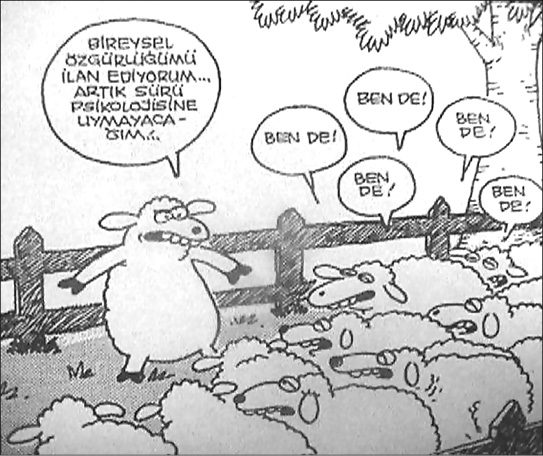 BİREYSEL
ÖZGÜRLÜĞÜMÜ
İLAN EDİYORUM...
ARTIK SÜRÜ
PSİKOLOJİSİNE
UYMAYACA-
ĞIM...
BEN DE!
BEN DE!
BEN
DE!
BEN
DE!
BEN
DE!